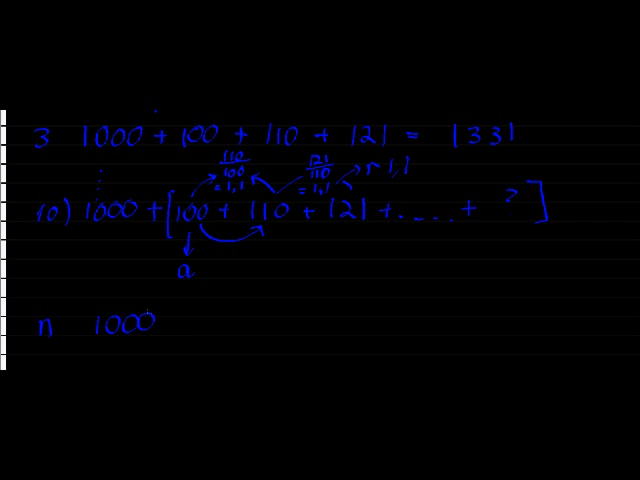 3 1000 + 100 + 110 + 121 = 1331
110/100 = 1,1 121/110 = 1,1 r 1,1
⋮
10) 1000 + [100 + 110 + 121 + ..... + ?]
a
n 1000